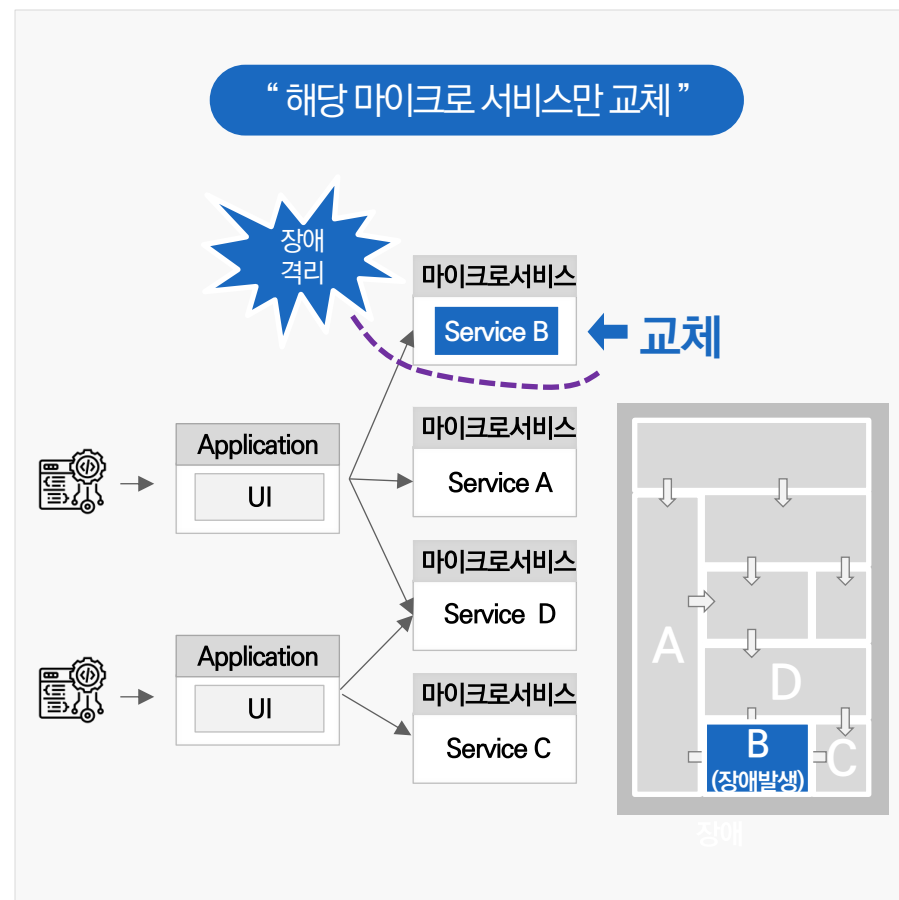 “ 해당 마이크로 서비스만 교체 ”
장애
격리
마이크로서비스
Service B
교체
마이크로서비스
Service A
Application
UI
마이크로서비스
Service D
Application
UI
마이크로서비스
Service C
A
D
B
(장애발생)
C
장애